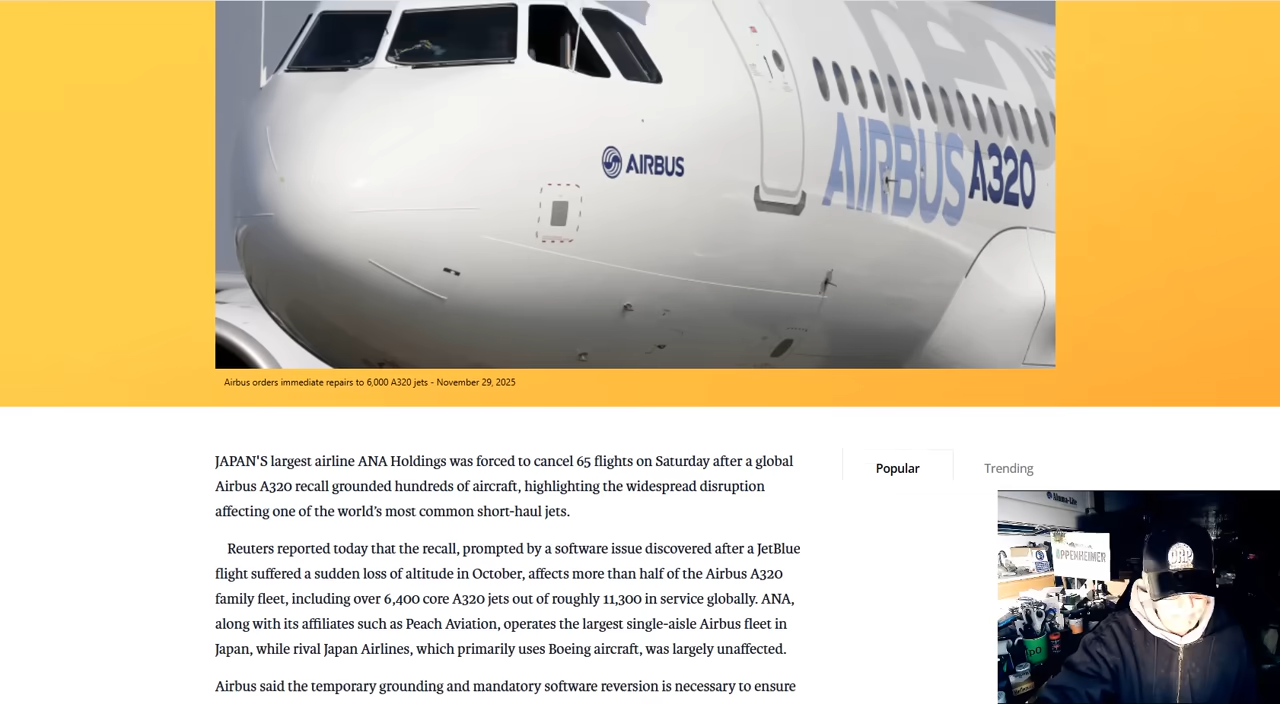 neo
AIRBUS
AIRBUS A320
Airbus orders immediate repairs to 6,000 A320 jets - November 29, 2025
JAPAN'S largest airline ANA Holdings was forced to cancel 65 flights on Saturday after a global
Airbus A320 recall grounded hundreds of aircraft, highlighting the widespread disruption
affecting one of the world’s most common short-haul jets.
Reuters reported today that the recall, prompted by a software issue discovered after a JetBlue
flight suffered a sudden loss of altitude in October, affects more than half of the Airbus A320
family fleet, including over 6,400 core A320 jets out of roughly 11,300 in service globally. ANA,
along with its affiliates such as Peach Aviation, operates the largest single-aisle Airbus fleet in
Japan, while rival Japan Airlines, which primarily uses Boeing aircraft, was largely unaffected.
Airbus said the temporary grounding and mandatory software reversion is necessary to ensure
Popular
Trending
OPPENHEIMER